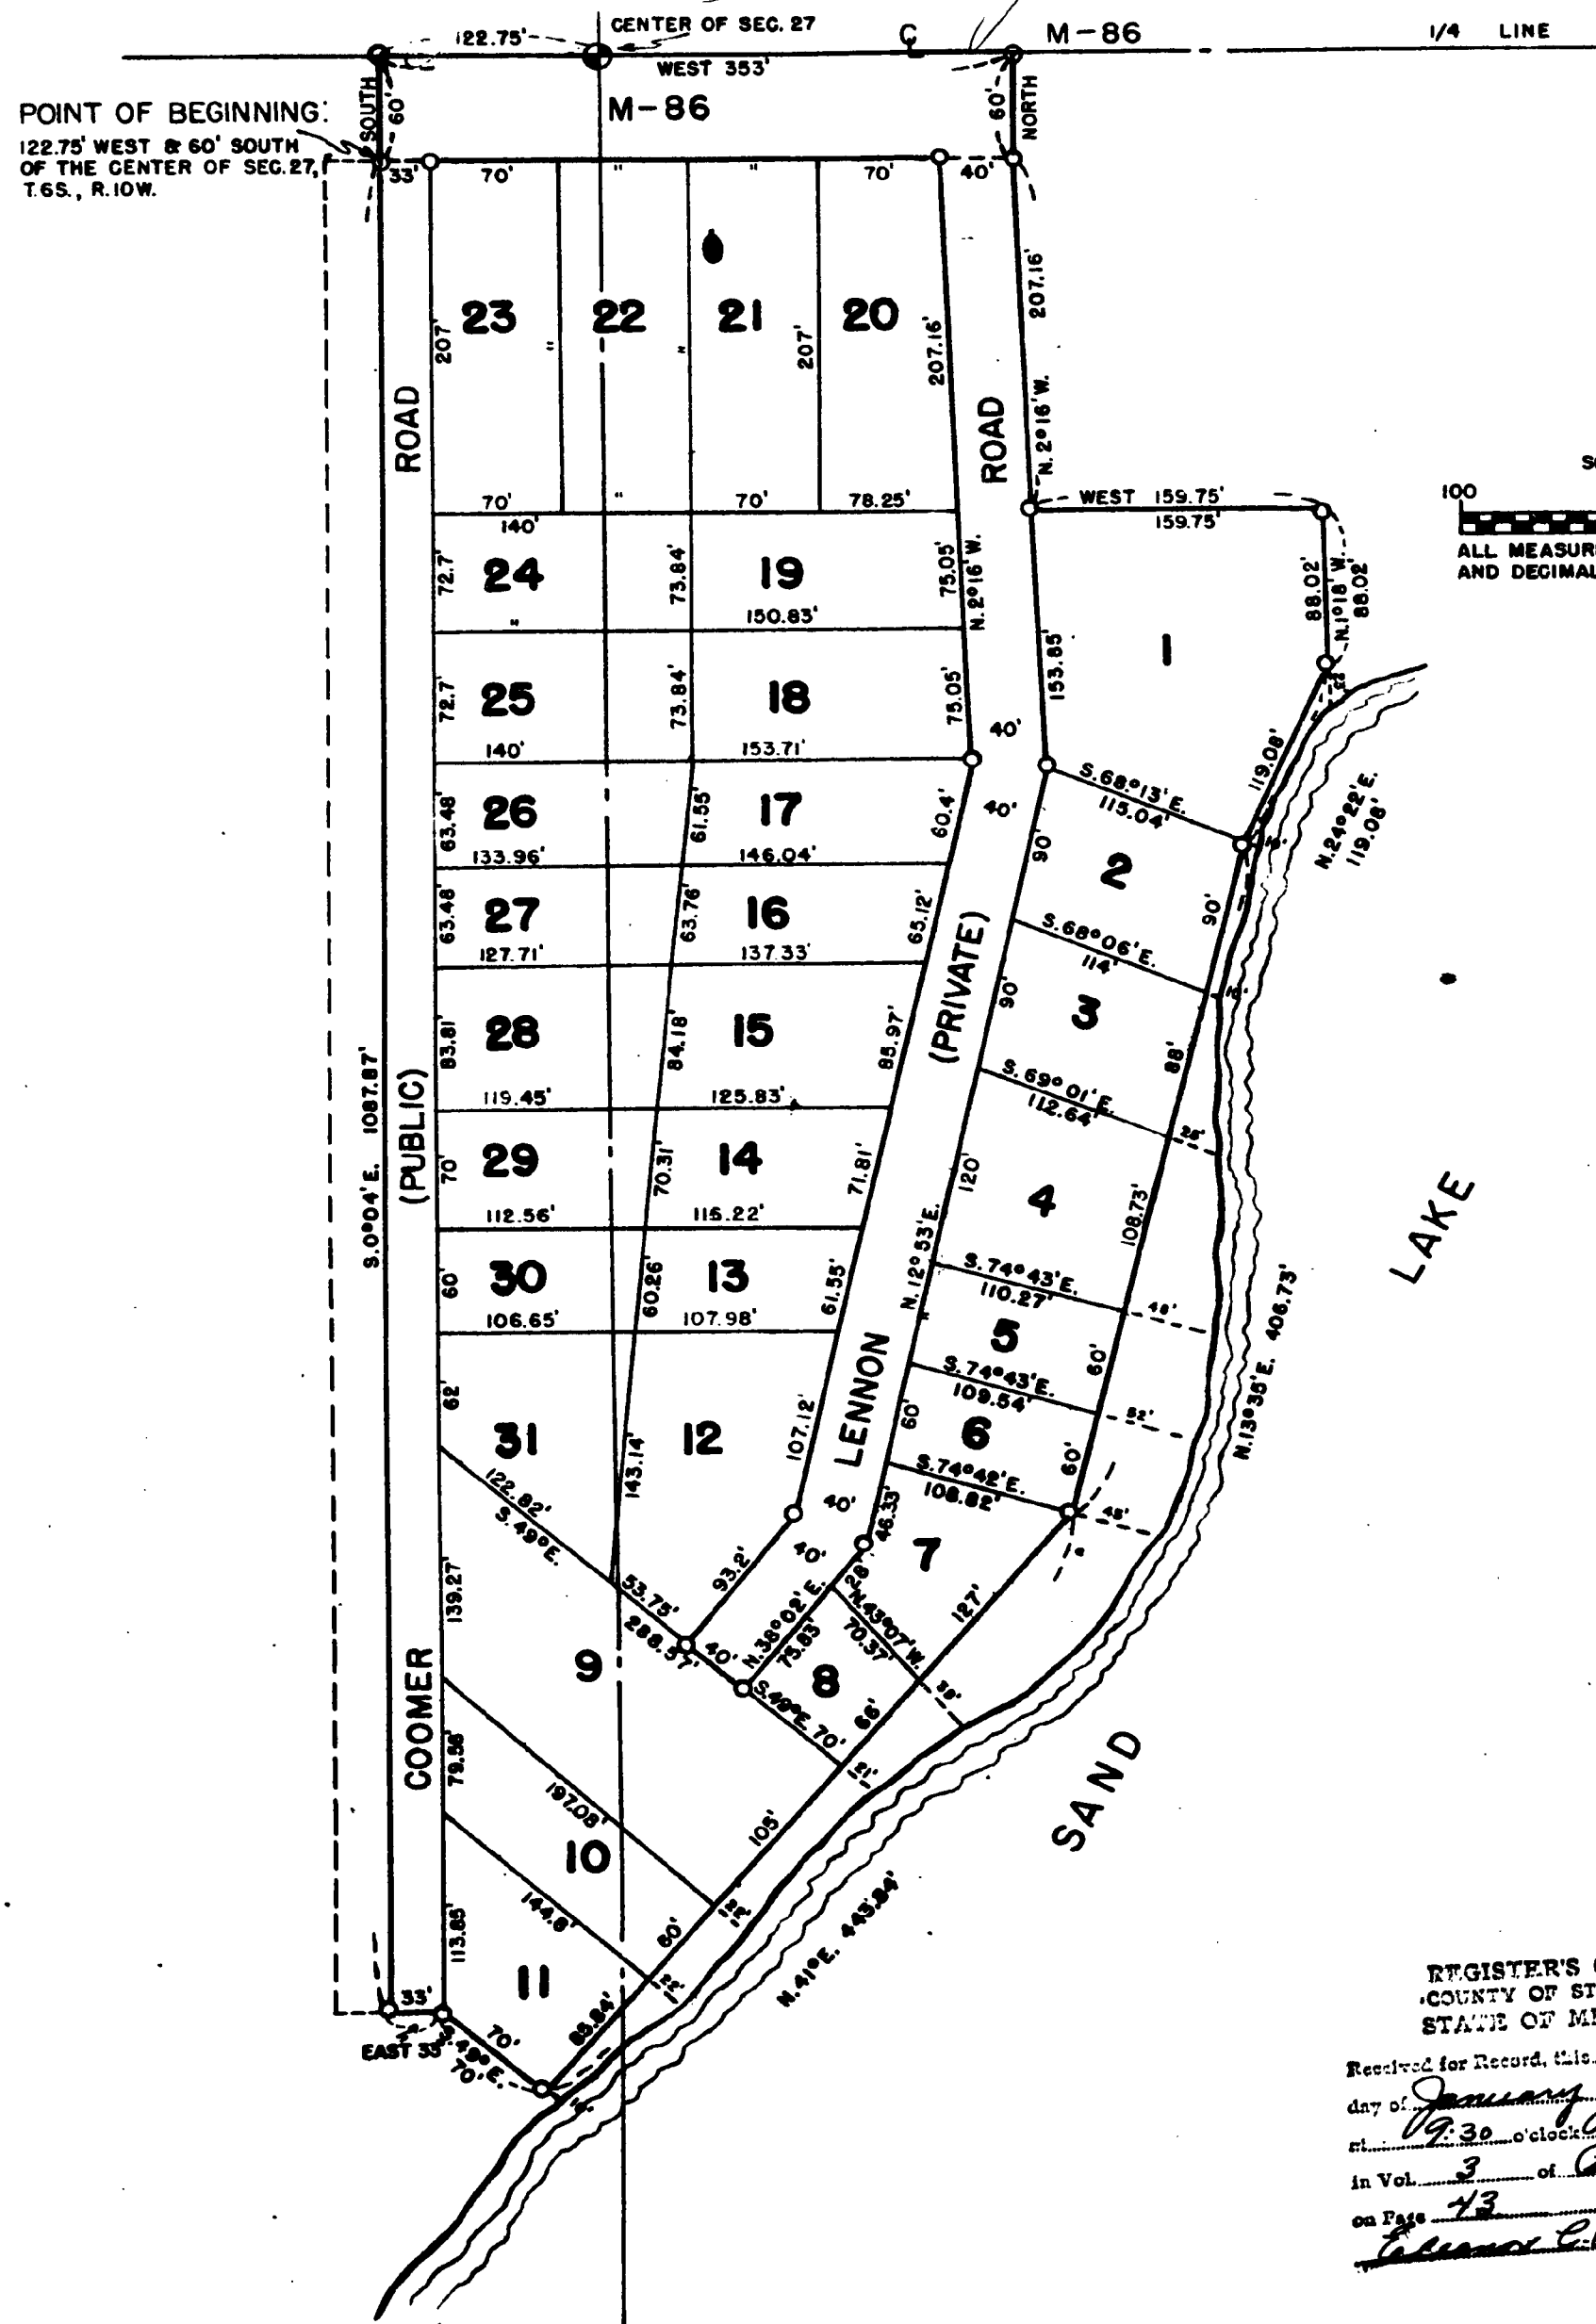 122.75'
CENTER OF SEC. 27
℄
M-86
1/4 LINE
WEST 353'
M-86
SOUTH
60'
60'
NORTH
POINT OF BEGINNING:
122.75' WEST & 60' SOUTH
OF THE CENTER OF SEC. 27,
T.6S., R.10W.
33'
70'
"
"
70'
40'
23
22
21
20
207'
"
"
207'
207.16'
207.16'
N. 2°16' W.
ROAD
ROAD
70'
"
70'
78.25'
140'
WEST 159.75'
159.75'
100
ALL MEASUR
AND DECIMAL
72.7'
24
73.84'
19
75.05'
N. 2°16' W.
"
150.83'
88.02'
N.1°18' W.
88.02'
1
153.85'
72.7'
25
73.84'
18
75.05'
40'
140'
153.71'
S.68°13' E.
115.04'
119.08'
N.24°22' E.
119.08'
63.48'
26
61.55'
17
60.4'
40'
90'
133.96'
146.04'
2
90'
63.48'
27
63.76'
16
65.12'
(PRIVATE)
127.71'
137.33'
S.68°06' E.
114'
90'
3
88'
83.81'
28
84.18'
15
85.97'
S.0°04' E. 1087.87'
(PUBLIC)
119.45'
125.83'
S.69°01' E.
112.64'
70'
29
70.31'
14
71.81'
120'
4
108.73'
112.56'
115.22'
N. 12°53' E.
LAKE
60'
30
60.26'
13
61.55'
106.65'
107.98'
S. 74°43' E.
110.27'
48'
5
60'
N.13°35' E. 406.73'
S.74°43' E.
109.54'
52'
62'
31
143.14'
12
107.12'
LENNON
60'
6
60'
S.74°42' E.
108.82'
45'
122.82'
S. 49° E.
40'
46.33'
7
93.2'
40'
28'
127'
139.27'
53.75'
288.57'
40'
N.38°02' E.
75.83'
N.43°07' W.
70.37'
9
8
S.49° E. 70'
66'
21'
COOMER
79.56'
197.08'
105'
SAND
10
144.8'
60'
22'
N. 41° E. 443.84'
113.85'
11
85.84'
33'
70'
EAST 33'
S. 49° E.
70'
REGISTER'S
COUNTY OF ST
STATE OF MI
Received for Record, this
day of January
at 9:30 o'clock
in Vol. 3 of
on Page 43
Eleanor C.